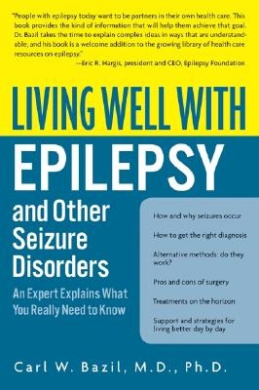 "People with epilepsy today want to be partners in their own health care. This
book provides the kind of information that will help them achieve that goal.
Dr. Bazil takes the time to explain complex ideas in ways that are understand-
able; and his book is a welcome addition to the growing library of health care
resources on epilepsy."
—Eric R. Hargis, president and CEO, Epilepsy Foundation
LIVING WELL WITH
EPILEPSY
and Other
Seizure
Disorders
An Expert Explains What
You Really Need to Know
How and why seizures occur
How to get the right diagnosis
Alternative methods: do they
work?
Pros and cons of surgery
Treatments on the horizon
Support and strategies for
living better day by day
Carl W. Bazil, M.D., Ph.D.